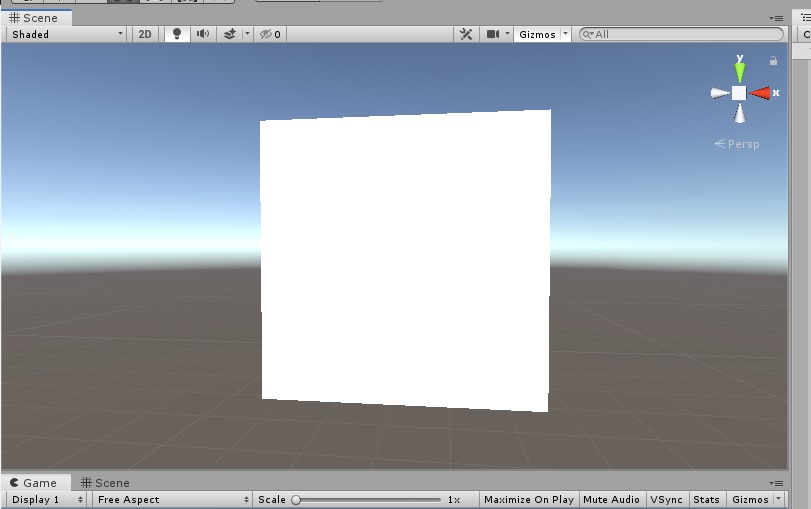 Scene
Shaded 2D 0 Gizmos All
y
x
Persp
Game Scene
Display 1 Free Aspect Scale 1x Maximize On Play Mute Audio VSync Stats Gizmos